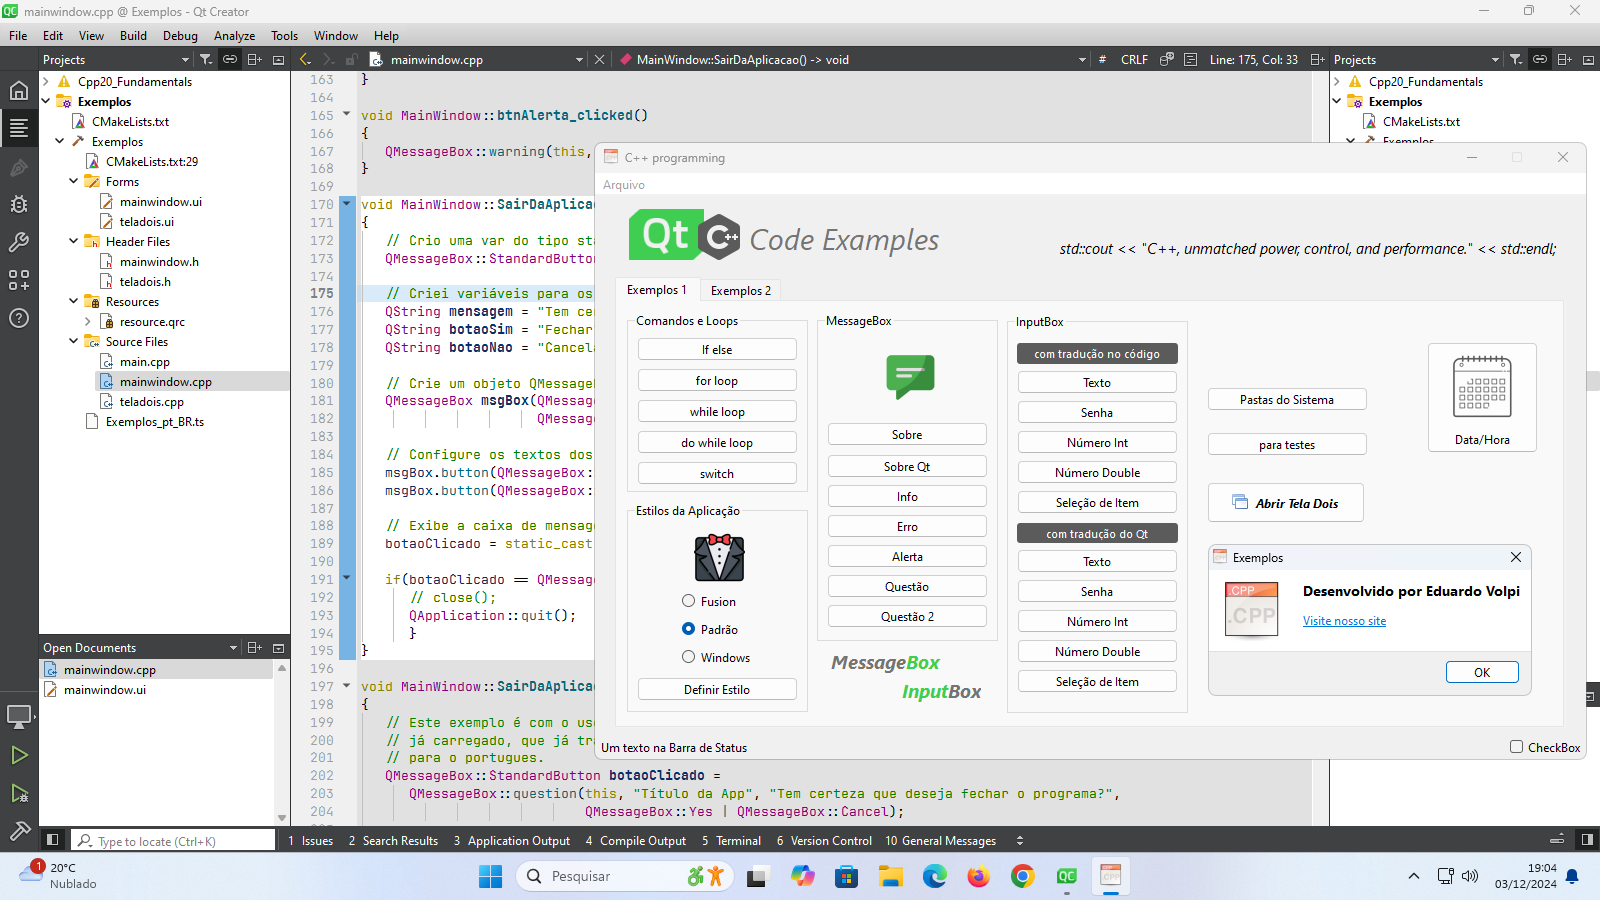 mainwindow.cpp @ Exemplos - Qt Creator
File Edit View Build Debug Analyze Tools Window Help
Projects
mainwindow.cpp
MainWindow::SairDaAplicacao() -> void
# CRLF
Line: 175, Col: 33
Projects
Cpp20_Fundamentals
Exemplos
CMakeLists.txt
Exemplos
CMakeLists.txt:29
Forms
mainwindow.ui
teladois.ui
Header Files
mainwindow.h
teladois.h
Resources
resource.qrc
Source Files
main.cpp
mainwindow.cpp
teladois.cpp
Exemplos_pt_BR.ts
Open Documents
mainwindow.cpp
mainwindow.ui
163 }
164
165 void MainWindow::btnAlerta_clicked()
166 {
167 QMessageBox::warning(this,
168 }
169
170 void MainWindow::SairDaAplica
171 {
172 // Crio uma var do tipo st
173 QMessageBox::StandardButton
174
175 // Criei variáveis para os
176 QString mensagem = "Tem ce
177 QString botaoSim = "Fechar
178 QString botaoNao = "Cancel
179
180 // Crie um objeto QMessage
181 QMessageBox msgBox(QMessag
182 QMessa
183
184 // Configure os textos dos
185 msgBox.button(QMessageBox:
186 msgBox.button(QMessageBox:
187
188 // Exibe a caixa de mensag
189 botaoClicado = static_cast
190
191 if(botaoClicado == QMessag
192 // close();
193 QApplication::quit();
194 }
195 }
196
197 void MainWindow::SairDaAplica
198 {
199 // Este exemplo é com o us
200 // já carregado, que já tr
201 // para o portugues.
202 QMessageBox::StandardButton botaoClicado =
203 QMessageBox::question(this, "Título da App", "Tem certeza que deseja fechar o programa?",
204 QMessageBox::Yes | QMessageBox::Cancel);
Cpp20_Fundamentals
Exemplos
CMakeLists.txt
Exemplos
C++ programming
Arquivo
Qt C++ Code Examples
std::cout << "C++, unmatched power, control, and performance." << std::endl;
Exemplos 1
Exemplos 2
Comandos e Loops
If else
for loop
while loop
do while loop
switch
Estilos da Aplicação
Fusion
Padrão
Windows
Definir Estilo
MessageBox
Sobre
Sobre Qt
Info
Erro
Alerta
Questão
Questão 2
MessageBox
InputBox
InputBox
com tradução no código
Texto
Senha
Número Int
Número Double
Seleção de Item
com tradução do Qt
Texto
Senha
Número Int
Número Double
Seleção de Item
Pastas do Sistema
para testes
Abrir Tela Dois
Data/Hora
Exemplos
CPP
.CPP
Desenvolvido por Eduardo Volpi
Visite nosso site
OK
Um texto na Barra de Status
CheckBox
Type to locate (Ctrl+K)
1 Issues 2 Search Results 3 Application Output 4 Compile Output 5 Terminal 6 Version Control 10 General Messages
1
20°C
Nublado
Pesquisar
19:04
03/12/2024